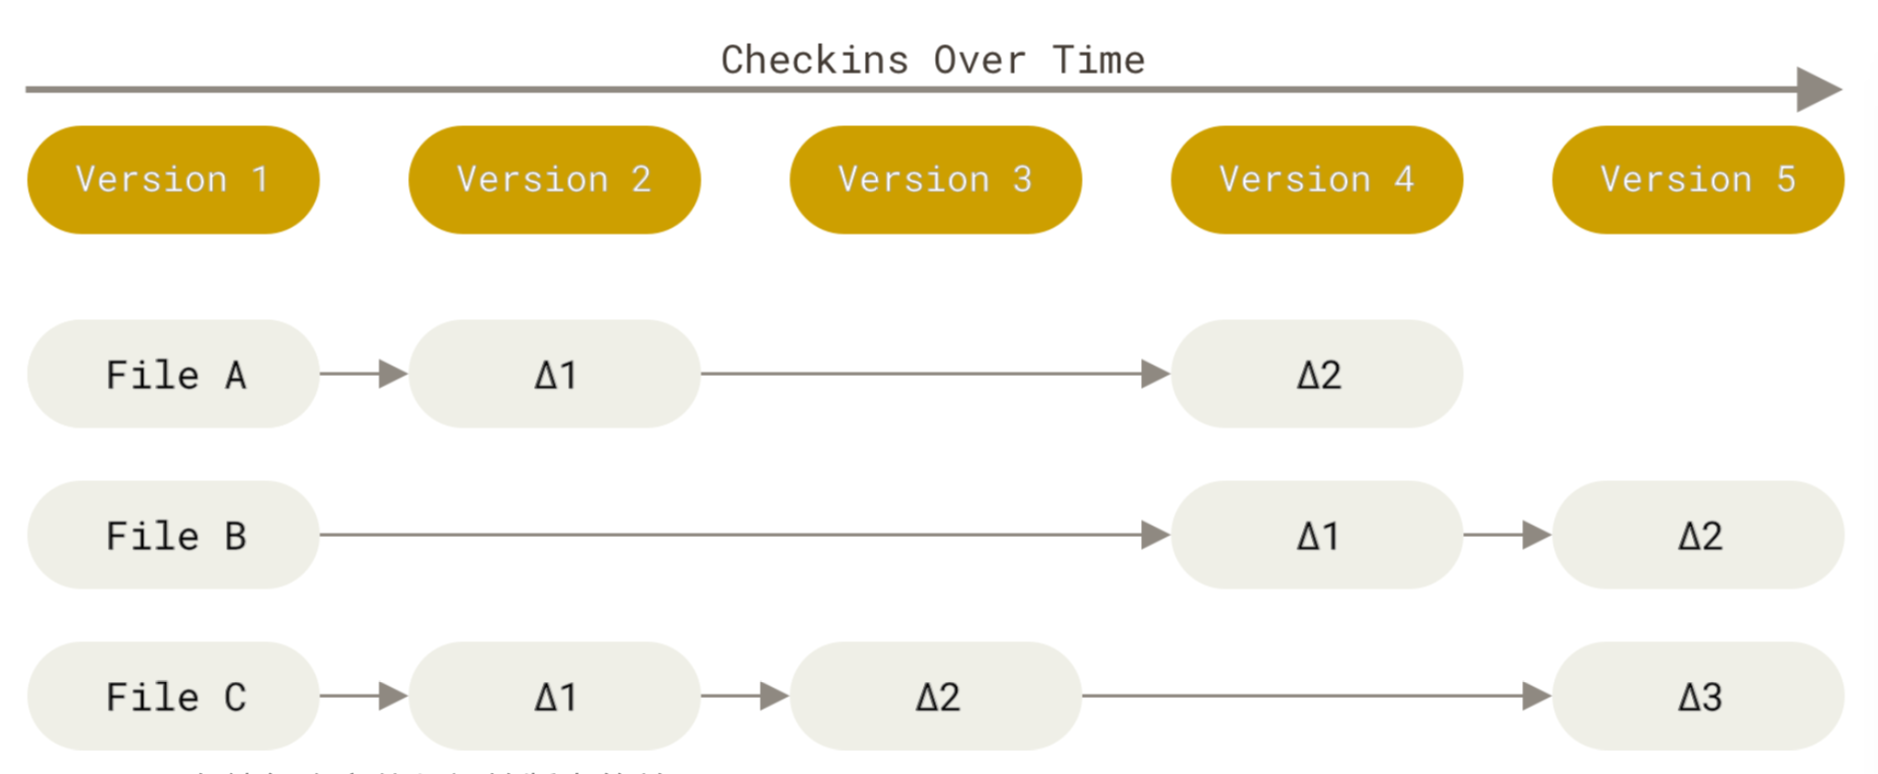 Checkins Over Time
Version 1 Version 2 Version 3 Version 4 Version 5
File A Δ1 Δ2
File B Δ1 Δ2
File C Δ1 Δ2 Δ3